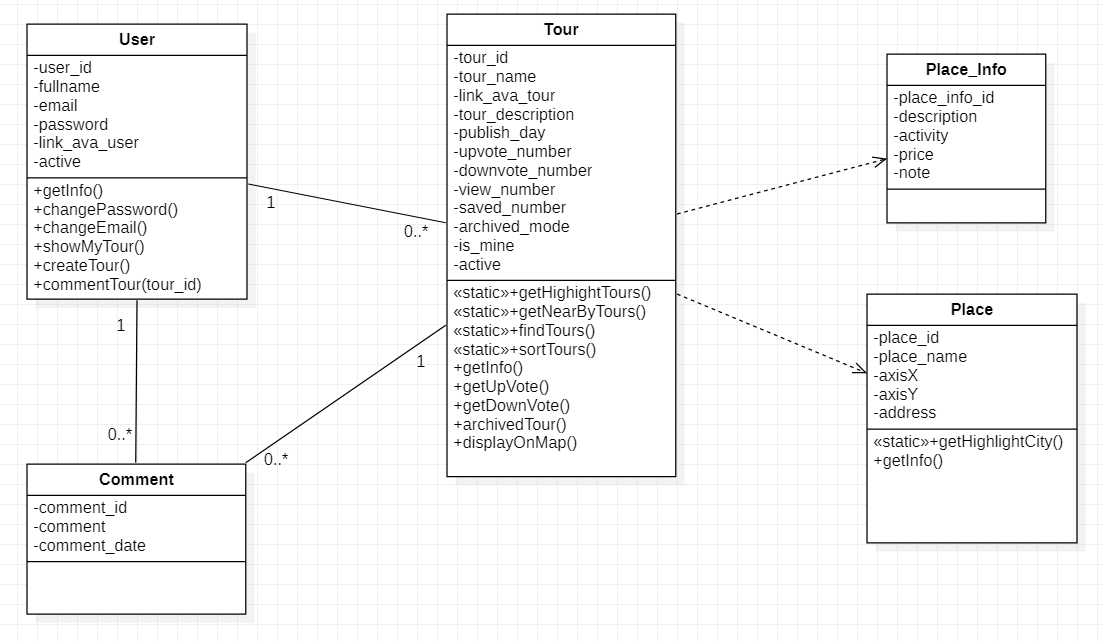 User
-user_id
-fullname
-email
-password
-link_ava_user
-active
+getInfo()
+changePassword()
+changeEmail()
+showMyTour()
+createTour()
+commentTour(tour_id)
1
0..*
1
0..*
Comment
-comment_id
-comment
-comment_date
0..*
1
Tour
-tour_id
-tour_name
-link_ava_tour
-tour_description
-publish_day
-upvote_number
-downvote_number
-view_number
-saved_number
-archived_mode
-is_mine
-active
«static»+getHighightTours()
«static»+getNearByTours()
«static»+findTours()
«static»+sortTours()
+getInfo()
+getUpVote()
+getDownVote()
+archivedTour()
+displayOnMap()
Place_Info
-place_info_id
-description
-activity
-price
-note
Place
-place_id
-place_name
-axisX
-axisY
-address
«static»+getHighlightCity()
+getInfo()